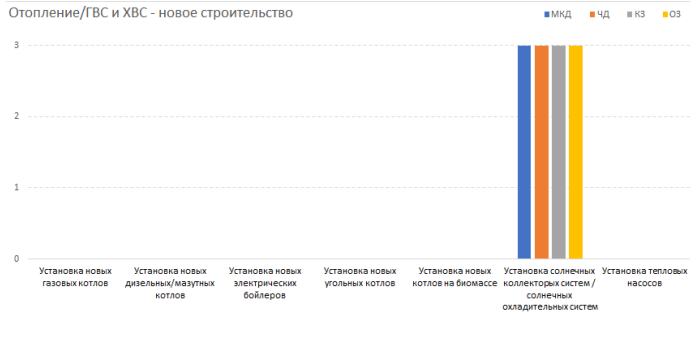 Отопление/ГВС и ХВС - новое строительство
МКД ЧД КЗ ОЗ
3
2
1
0
Установка новых
газовых котлов
Установка новых
дизельных/мазутных
котлов
Установка новых
электрических
бойлеров
Установка новых
угольных котлов
Установка новых
котлов на биомассе
Установка солнечных
коллекторых систем /
солнечных
охладительных систем
Установка тепловых
насосов